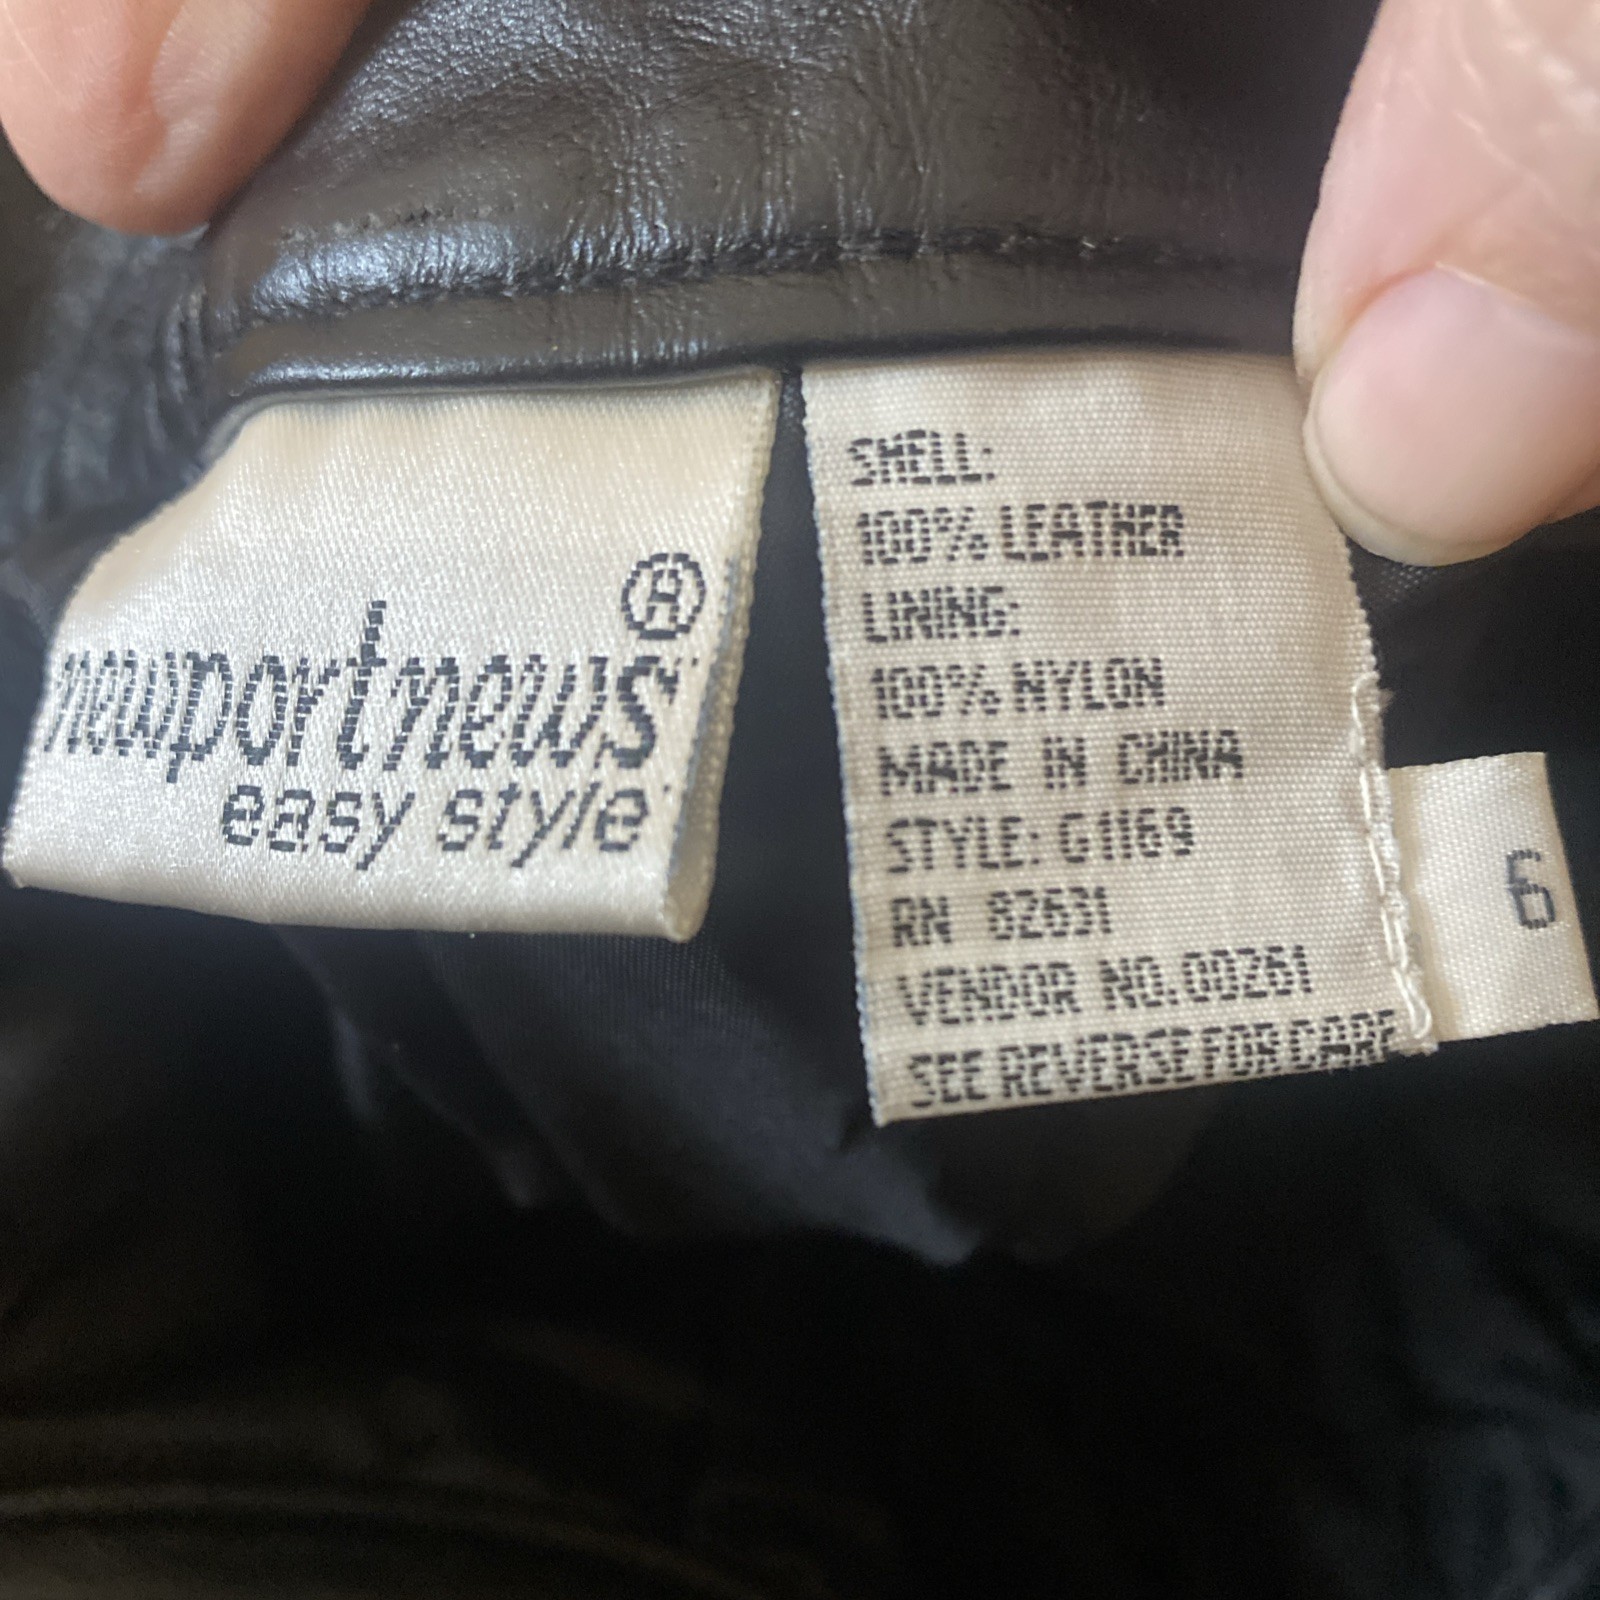 newportnews®
easy style
SHELL:
100% LEATHER
LINING:
100% NYLON
MADE IN CHINA
STYLE: G1169
RN 82631
VENDOR NO. 00261
SEE REVERSE FOR CARE
6